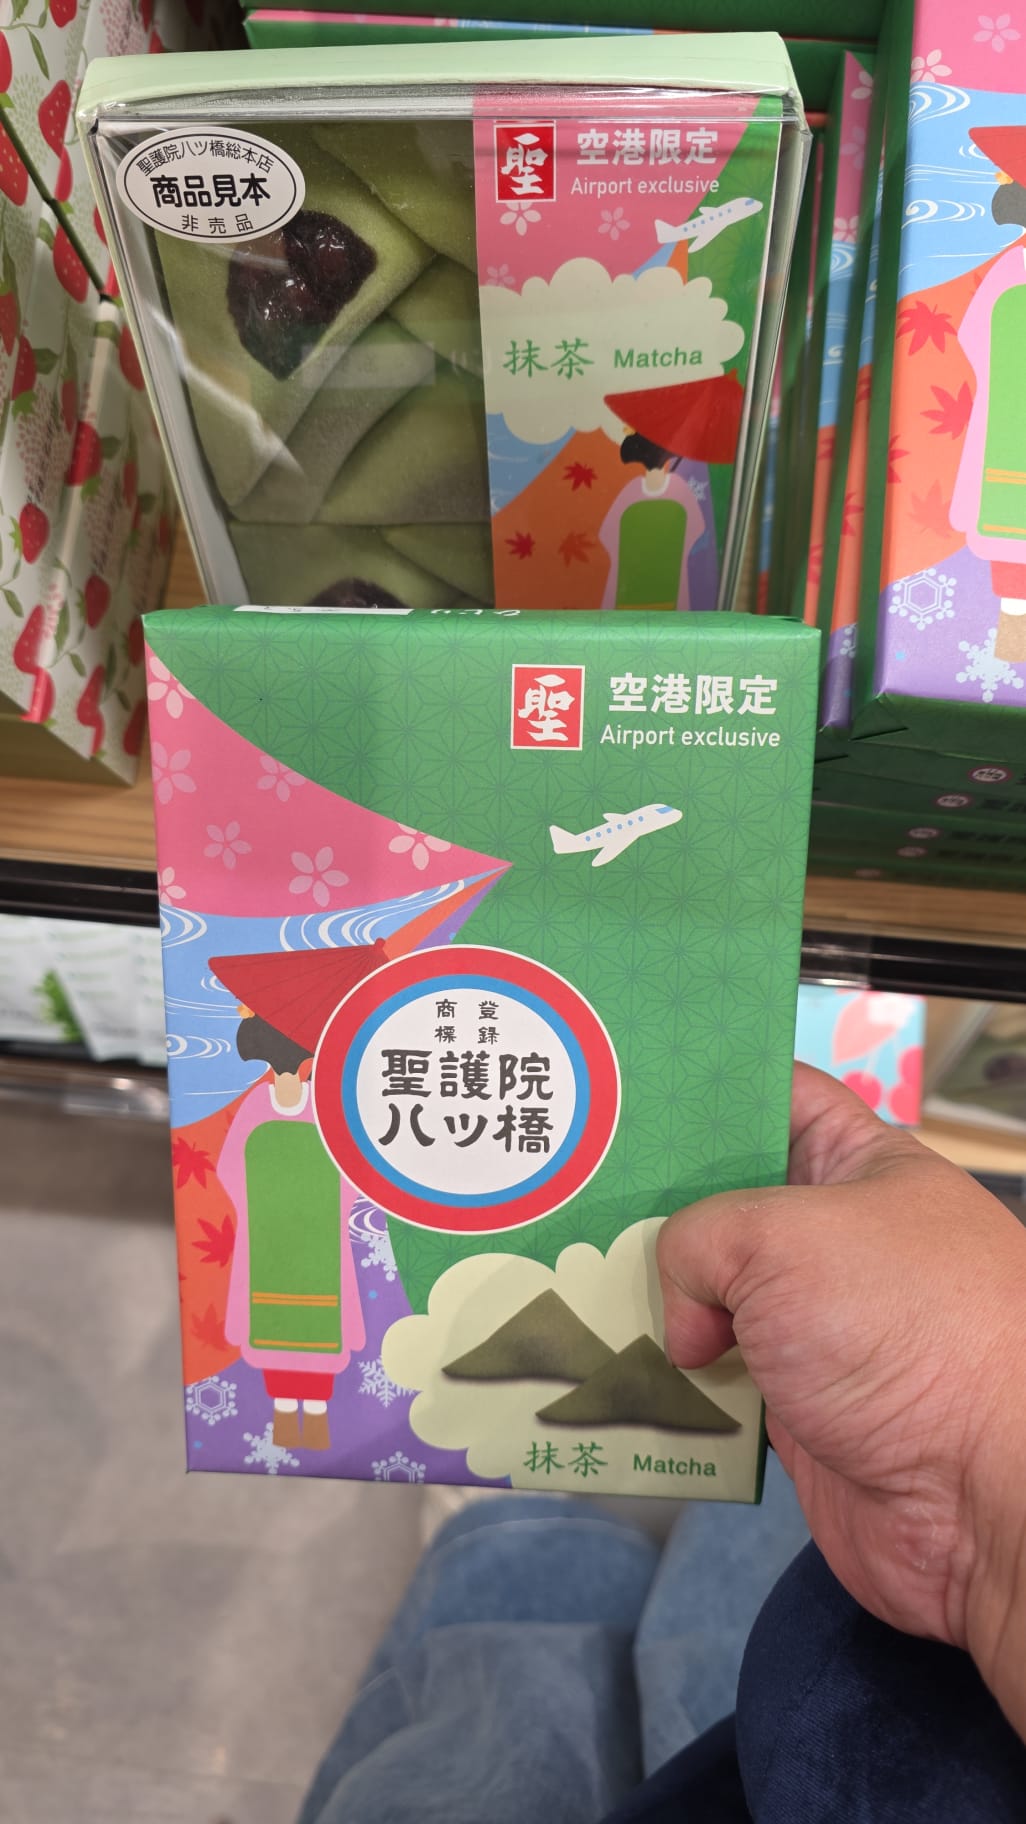 聖護院八ツ橋総本店
商品見本
非売品
聖
空港限定
Airport exclusive
抹茶 Matcha
聖
空港限定
Airport exclusive
登録
商標
聖護院
八ツ橋
抹茶 Matcha